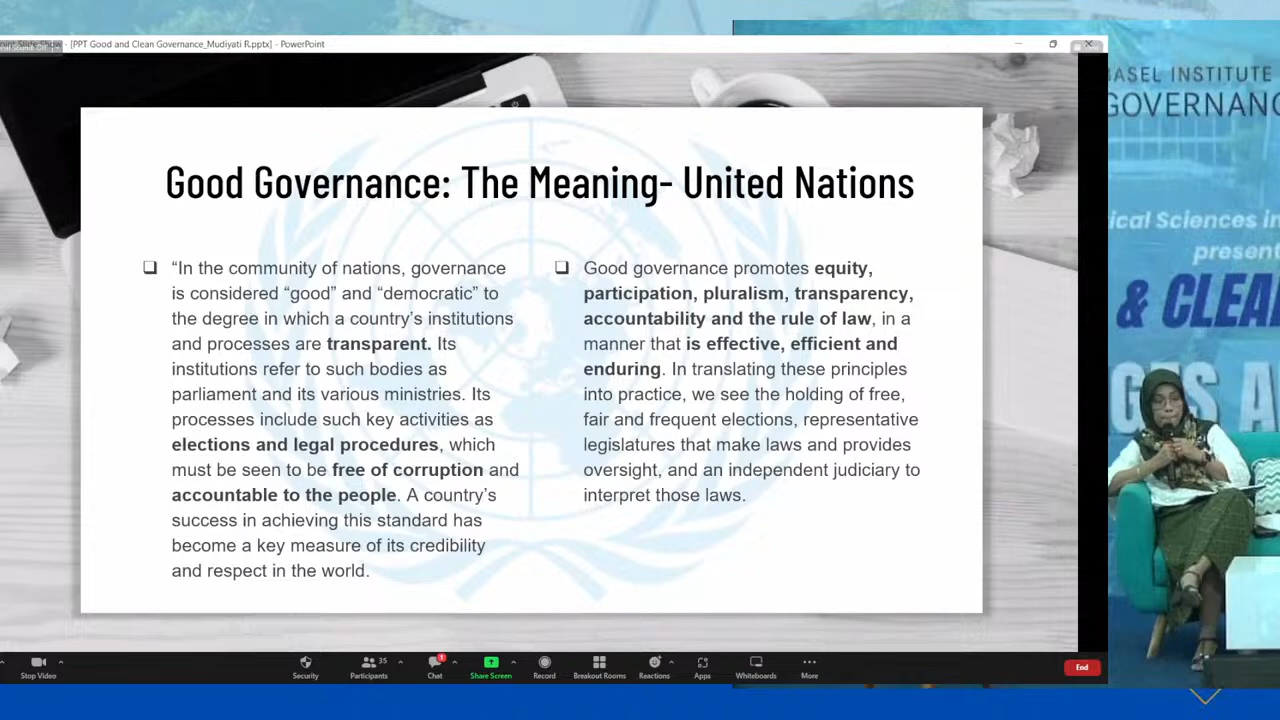 - [PPT Good and Clean Governance_Mudiyati R.pptx] - PowerPoint
BASEL INSTITUTE
GOVERNANC
Good Governance: The Meaning- United Nations
“In the community of nations, governance
is considered “good” and “democratic” to
the degree in which a country’s institutions
and processes are transparent. Its
institutions refer to such bodies as
parliament and its various ministries. Its
processes include such key activities as
elections and legal procedures, which
must be seen to be free of corruption and
accountable to the people. A country’s
success in achieving this standard has
become a key measure of its credibility
and respect in the world.
Good governance promotes equity,
participation, pluralism, transparency,
accountability and the rule of law, in a
manner that is effective, efficient and
enduring. In translating these principles
into practice, we see the holding of free,
fair and frequent elections, representative
legislatures that make laws and provides
oversight, and an independent judiciary to
interpret those laws.
ical Sciences in
present
& CLEA
Stop Video
Security
Participants
35
Chat
1
Share Screen
Record
Breakout Rooms
Reactions
Apps
Whiteboards
More
End